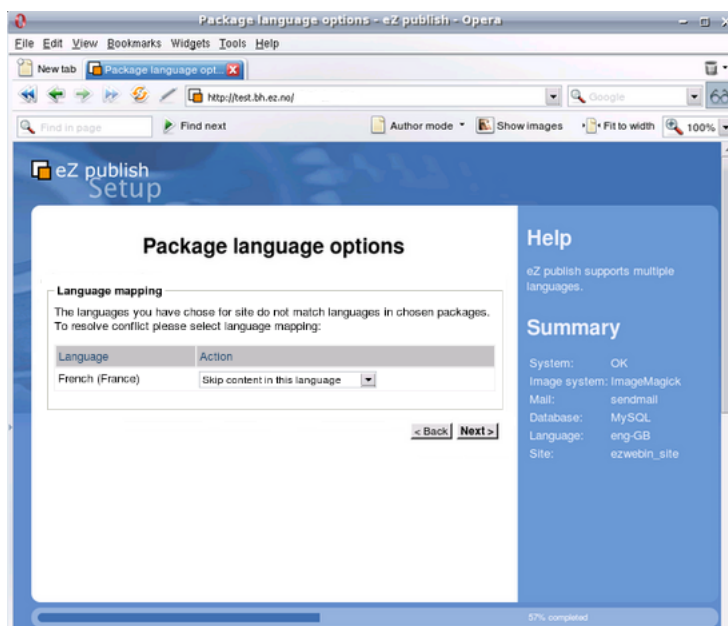 Package language options - eZ publish - Opera
File Edit View Bookmarks Widgets Tools Help
New tab Package language opt...
http://test.bh.ez.no/ Google
Find in page Find next Author mode Show images Fit to width 100%
eZ publish
Setup
Package language options
Language mapping
The languages you have chose for site do not match languages in chosen packages.
To resolve conflict please select language mapping:
Language Action
French (France) Skip content in this language
< Back Next >
Help
eZ publish supports multiple
languages.
Summary
System: OK
Image system: ImageMagick
Mail: sendmail
Database: MySQL
Language: eng-GB
Site: ezwebin_site
57% completed